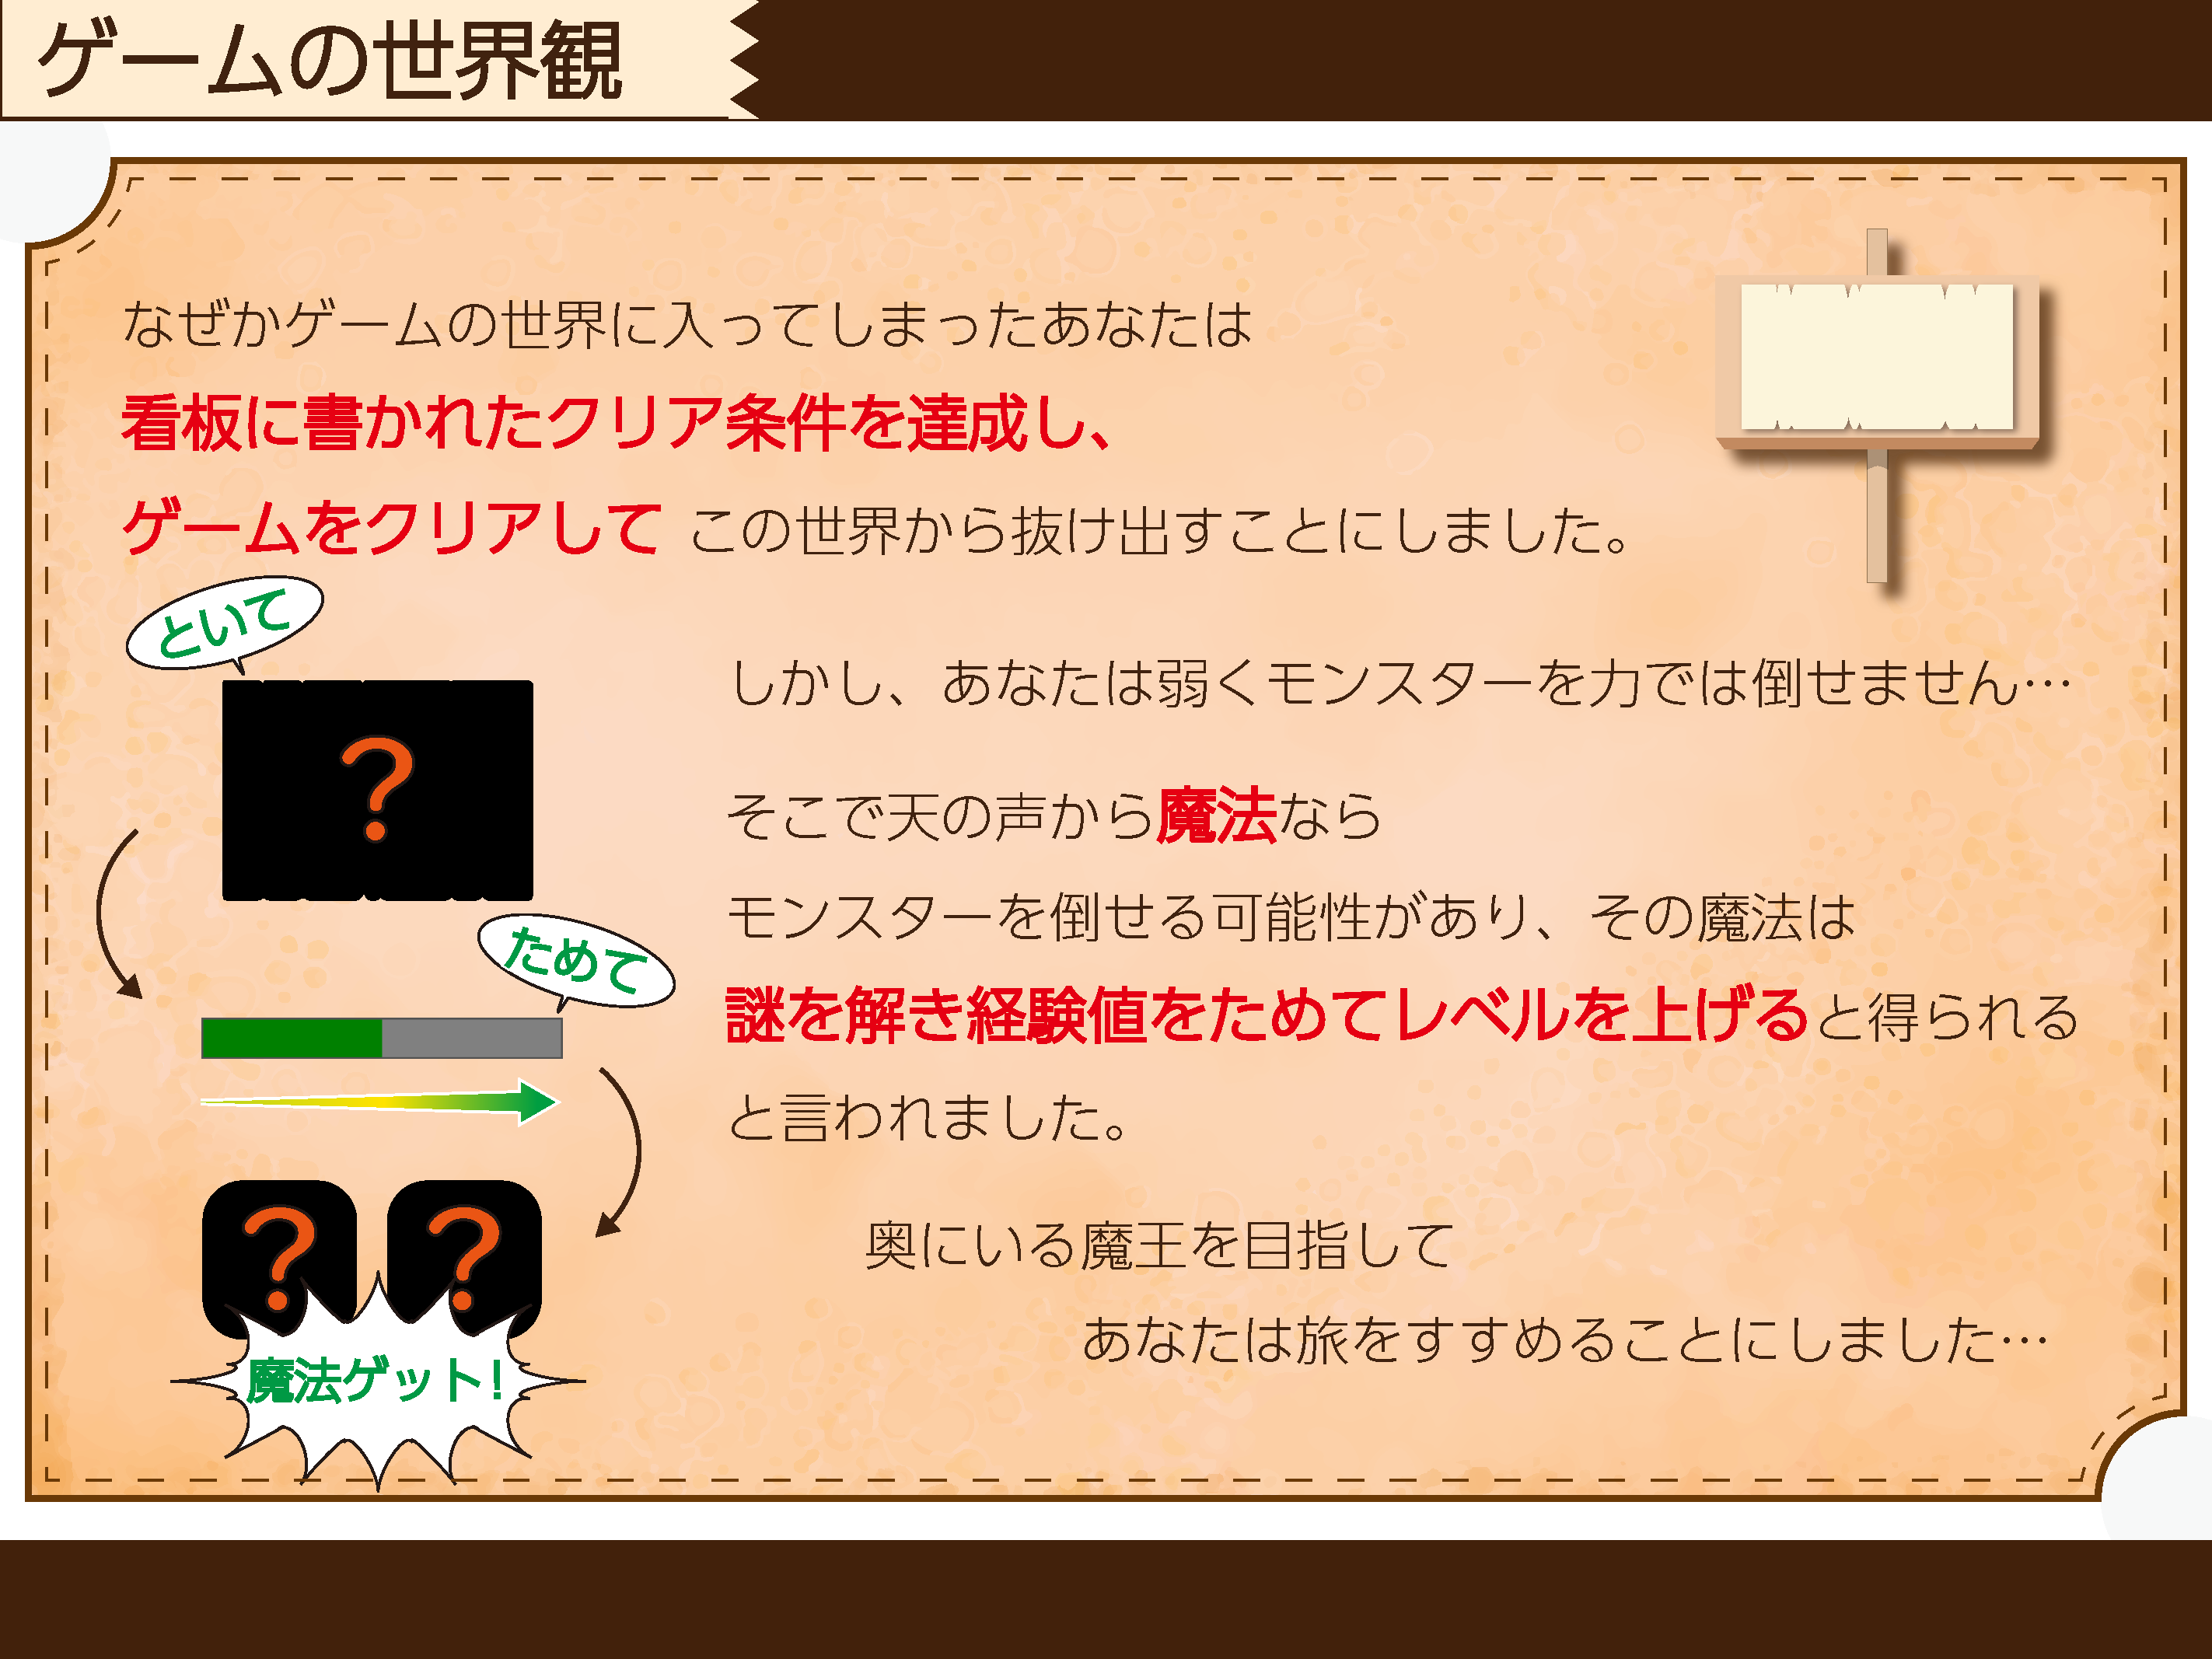 ゲームの世界観
なぜかゲームの世界に入ってしまったあなたは
看板に書かれたクリア条件を達成し、
ゲームをクリアして この世界から抜け出すことにしました。
といて
?
しかし、あなたは弱くモンスターを力では倒せません…
そこで天の声から魔法なら
モンスターを倒せる可能性があり、その魔法は
ためて
謎を解き経験値をためてレベルを上げると得られる
と言われました。
? ?
魔法ゲット!
奥にいる魔王を目指して
あなたは旅をすすめることにしました…